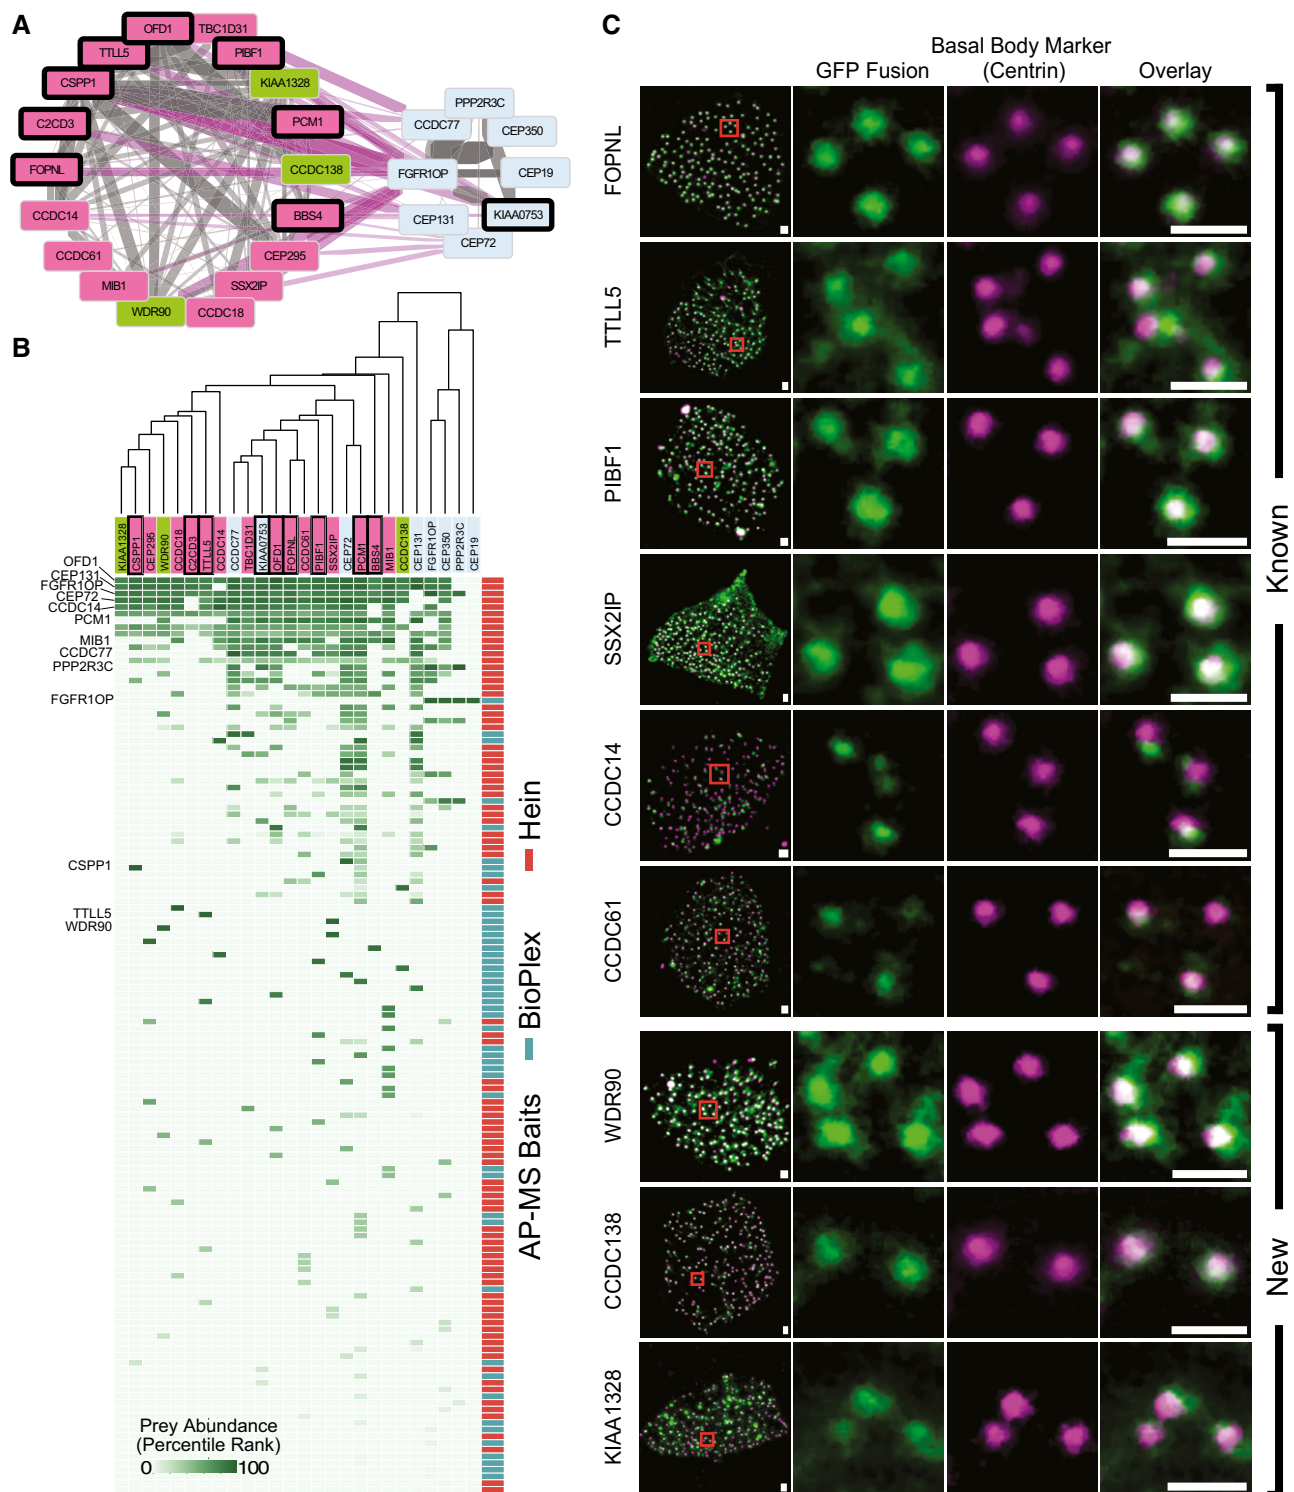 A
OFD1
TBC1D31
TTLL5
PIBF1
CSPP1
KIAA1328
C2CD3
PCM1
FOPNL
CCDC138
CCDC14
BBS4
CCDC61
CEP295
MIB1
SSX2IP
WDR90
CCDC18
PPP2R3C
CCDC77
CEP350
FGFR1OP
CEP19
CEP131
KIAA0753
CEP72
B
KIAA1328
CSPP1
CEP295
WDR90
CCDC18
C2CD3
TTLL5
CCDC14
CCDC77
TBC1D31
KIAA0753
OFD1
FOPNL
CCDC61
PIBF1
SSX2IP
CEP72
PCM1
BBS4
MIB1
CCDC138
CEP131
FGFR1OP
CEP350
PPP2R3C
CEP19
OFD1
CEP131
FGFR1OP
CEP72
CCDC14
PCM1
MIB1
CCDC77
PPP2R3C
FGFR1OP
CSPP1
TTLL5
WDR90
AP-MS Baits
BioPlex
Hein
Prey Abundance
(Percentile Rank)
0
100
C
GFP Fusion
Basal Body Marker
(Centrin)
Overlay
FOPNL
TTLL5
PIBF1
SSX2IP
CCDC14
CCDC61
WDR90
CCDC138
KIAA1328
Known
New